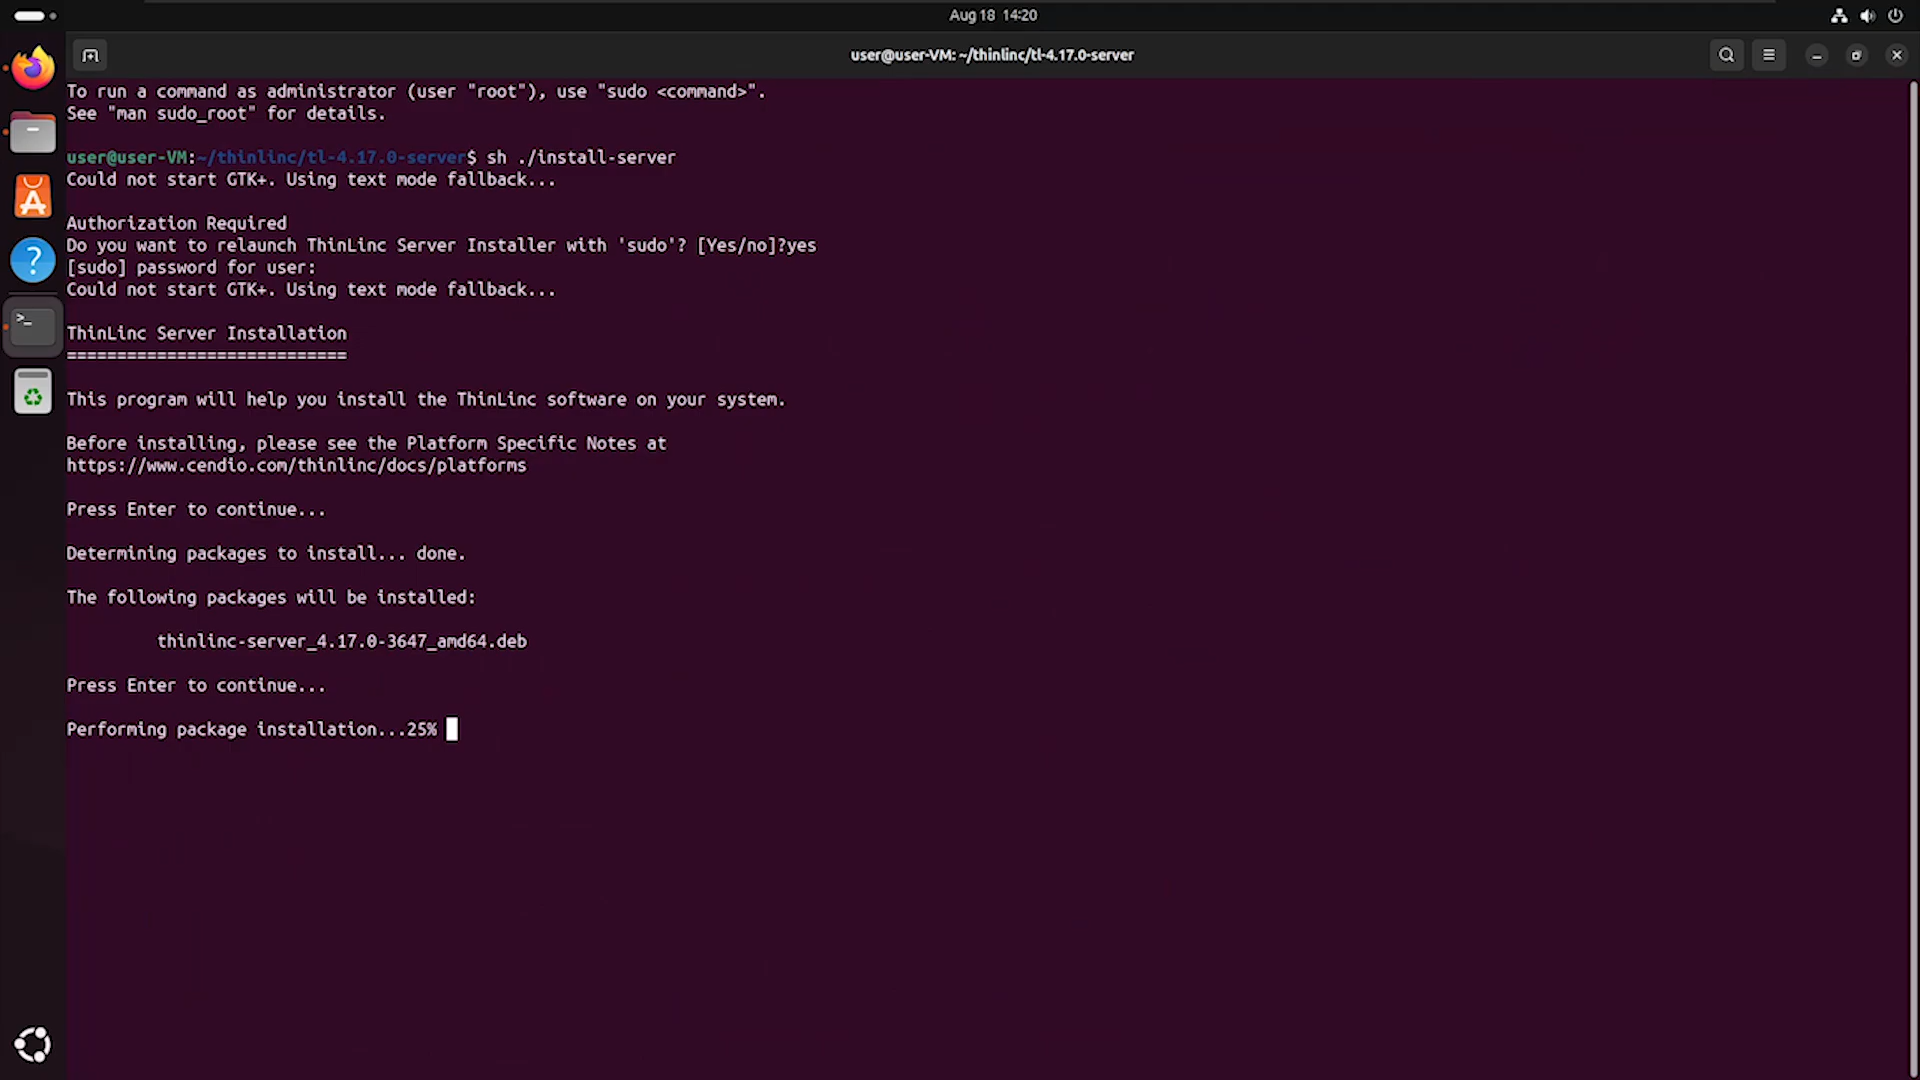 Aug 18 14:20
user@user-VM: ~/thinlinc/tl-4.17.0-server
To run a command as administrator (user "root"), use "sudo <command>".
See "man sudo_root" for details.
user@user-VM:~/thinlinc/tl-4.17.0-server$ sh ./install-server
Could not start GTK+. Using text mode fallback...
Authorization Required
Do you want to relaunch ThinLinc Server Installer with 'sudo'? [Yes/no]?yes
[sudo] password for user:
Could not start GTK+. Using text mode fallback...
ThinLinc Server Installation
============================
This program will help you install the ThinLinc software on your system.
Before installing, please see the Platform Specific Notes at
https://www.cendio.com/thinlinc/docs/platforms
Press Enter to continue...
Determining packages to install... done.
The following packages will be installed:
thinlinc-server_4.17.0-3647_amd64.deb
Press Enter to continue...
Performing package installation...25%